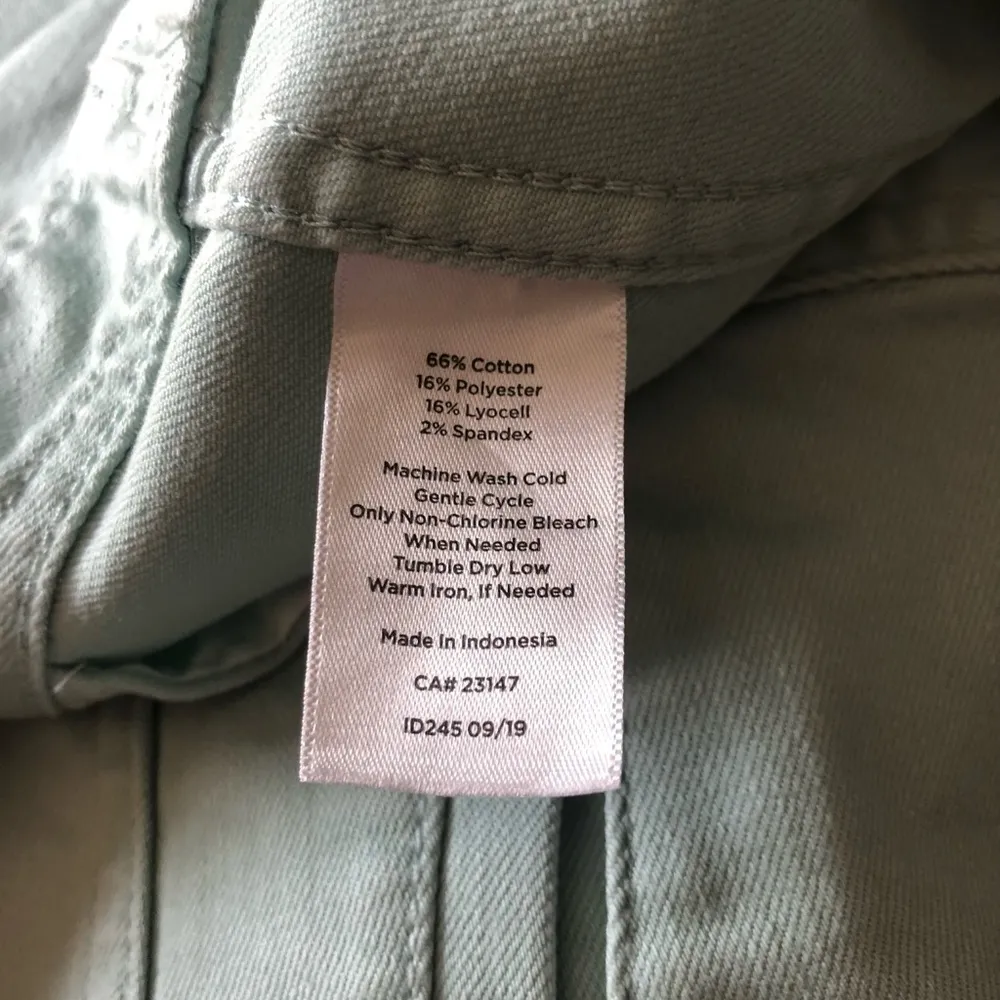 66% Cotton
16% Polyester
16% Lyocell
2% Spandex
Machine Wash Cold
Gentle Cycle
Only Non-Chlorine Bleach
When Needed
Tumble Dry Low
Warm Iron, If Needed
Made In Indonesia
CA# 23147
ID245 09/19